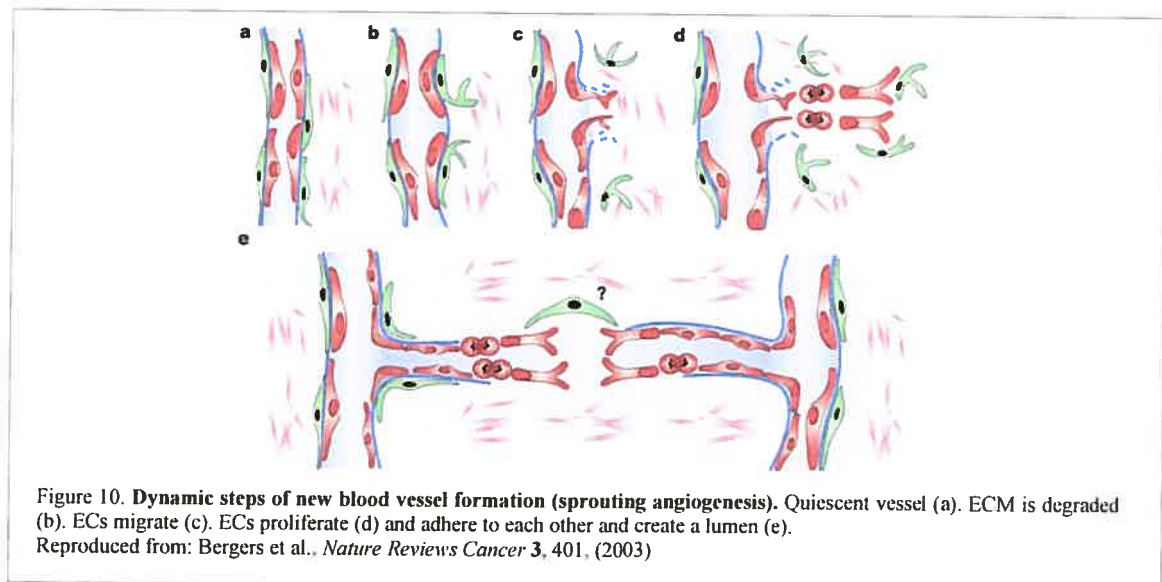 a b c d
e
?
Figure 10. Dynamic steps of new blood vessel formation (sprouting angiogenesis). Quiescent vessel (a). ECM is degraded
(b). ECs migrate (c). ECs proliferate (d) and adhere to each other and create a lumen (e).
Reproduced from: Bergers et al., Nature Reviews Cancer 3, 401, (2003)